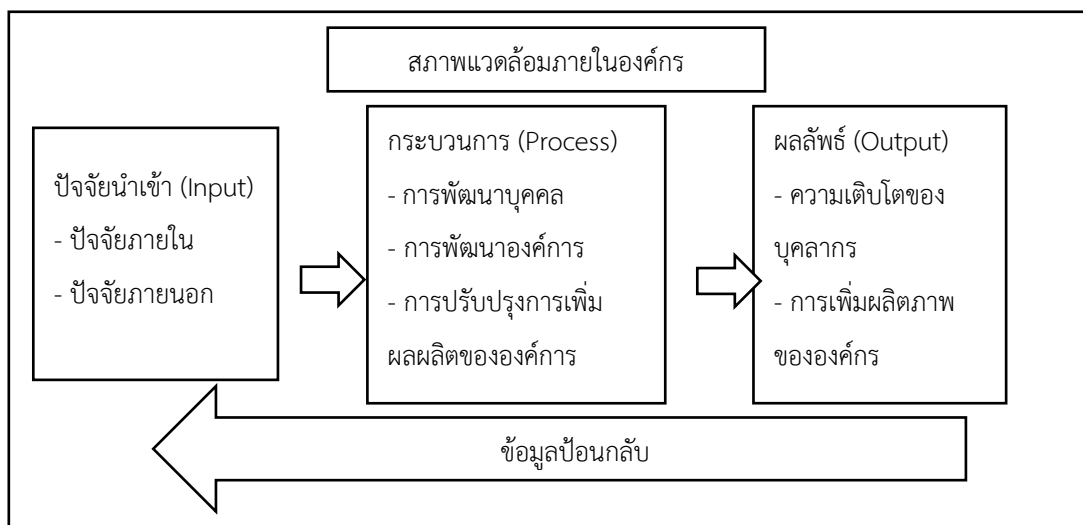 สภาพแวดล้อมภายในองค์กร
ปัจจัยนำเข้า (Input)
- ปัจจัยภายใน
- ปัจจัยภายนอก
กระบวนการ (Process)
- การพัฒนาบุคคล
- การพัฒนาองค์การ
- การปรับปรุงการเพิ่ม
ผลผลิตขององค์การ
ผลลัพธ์ (Output)
- ความเติบโตของ
บุคลากร
- การเพิ่มผลิตภาพ
ขององค์กร
ข้อมูลป้อนกลับ